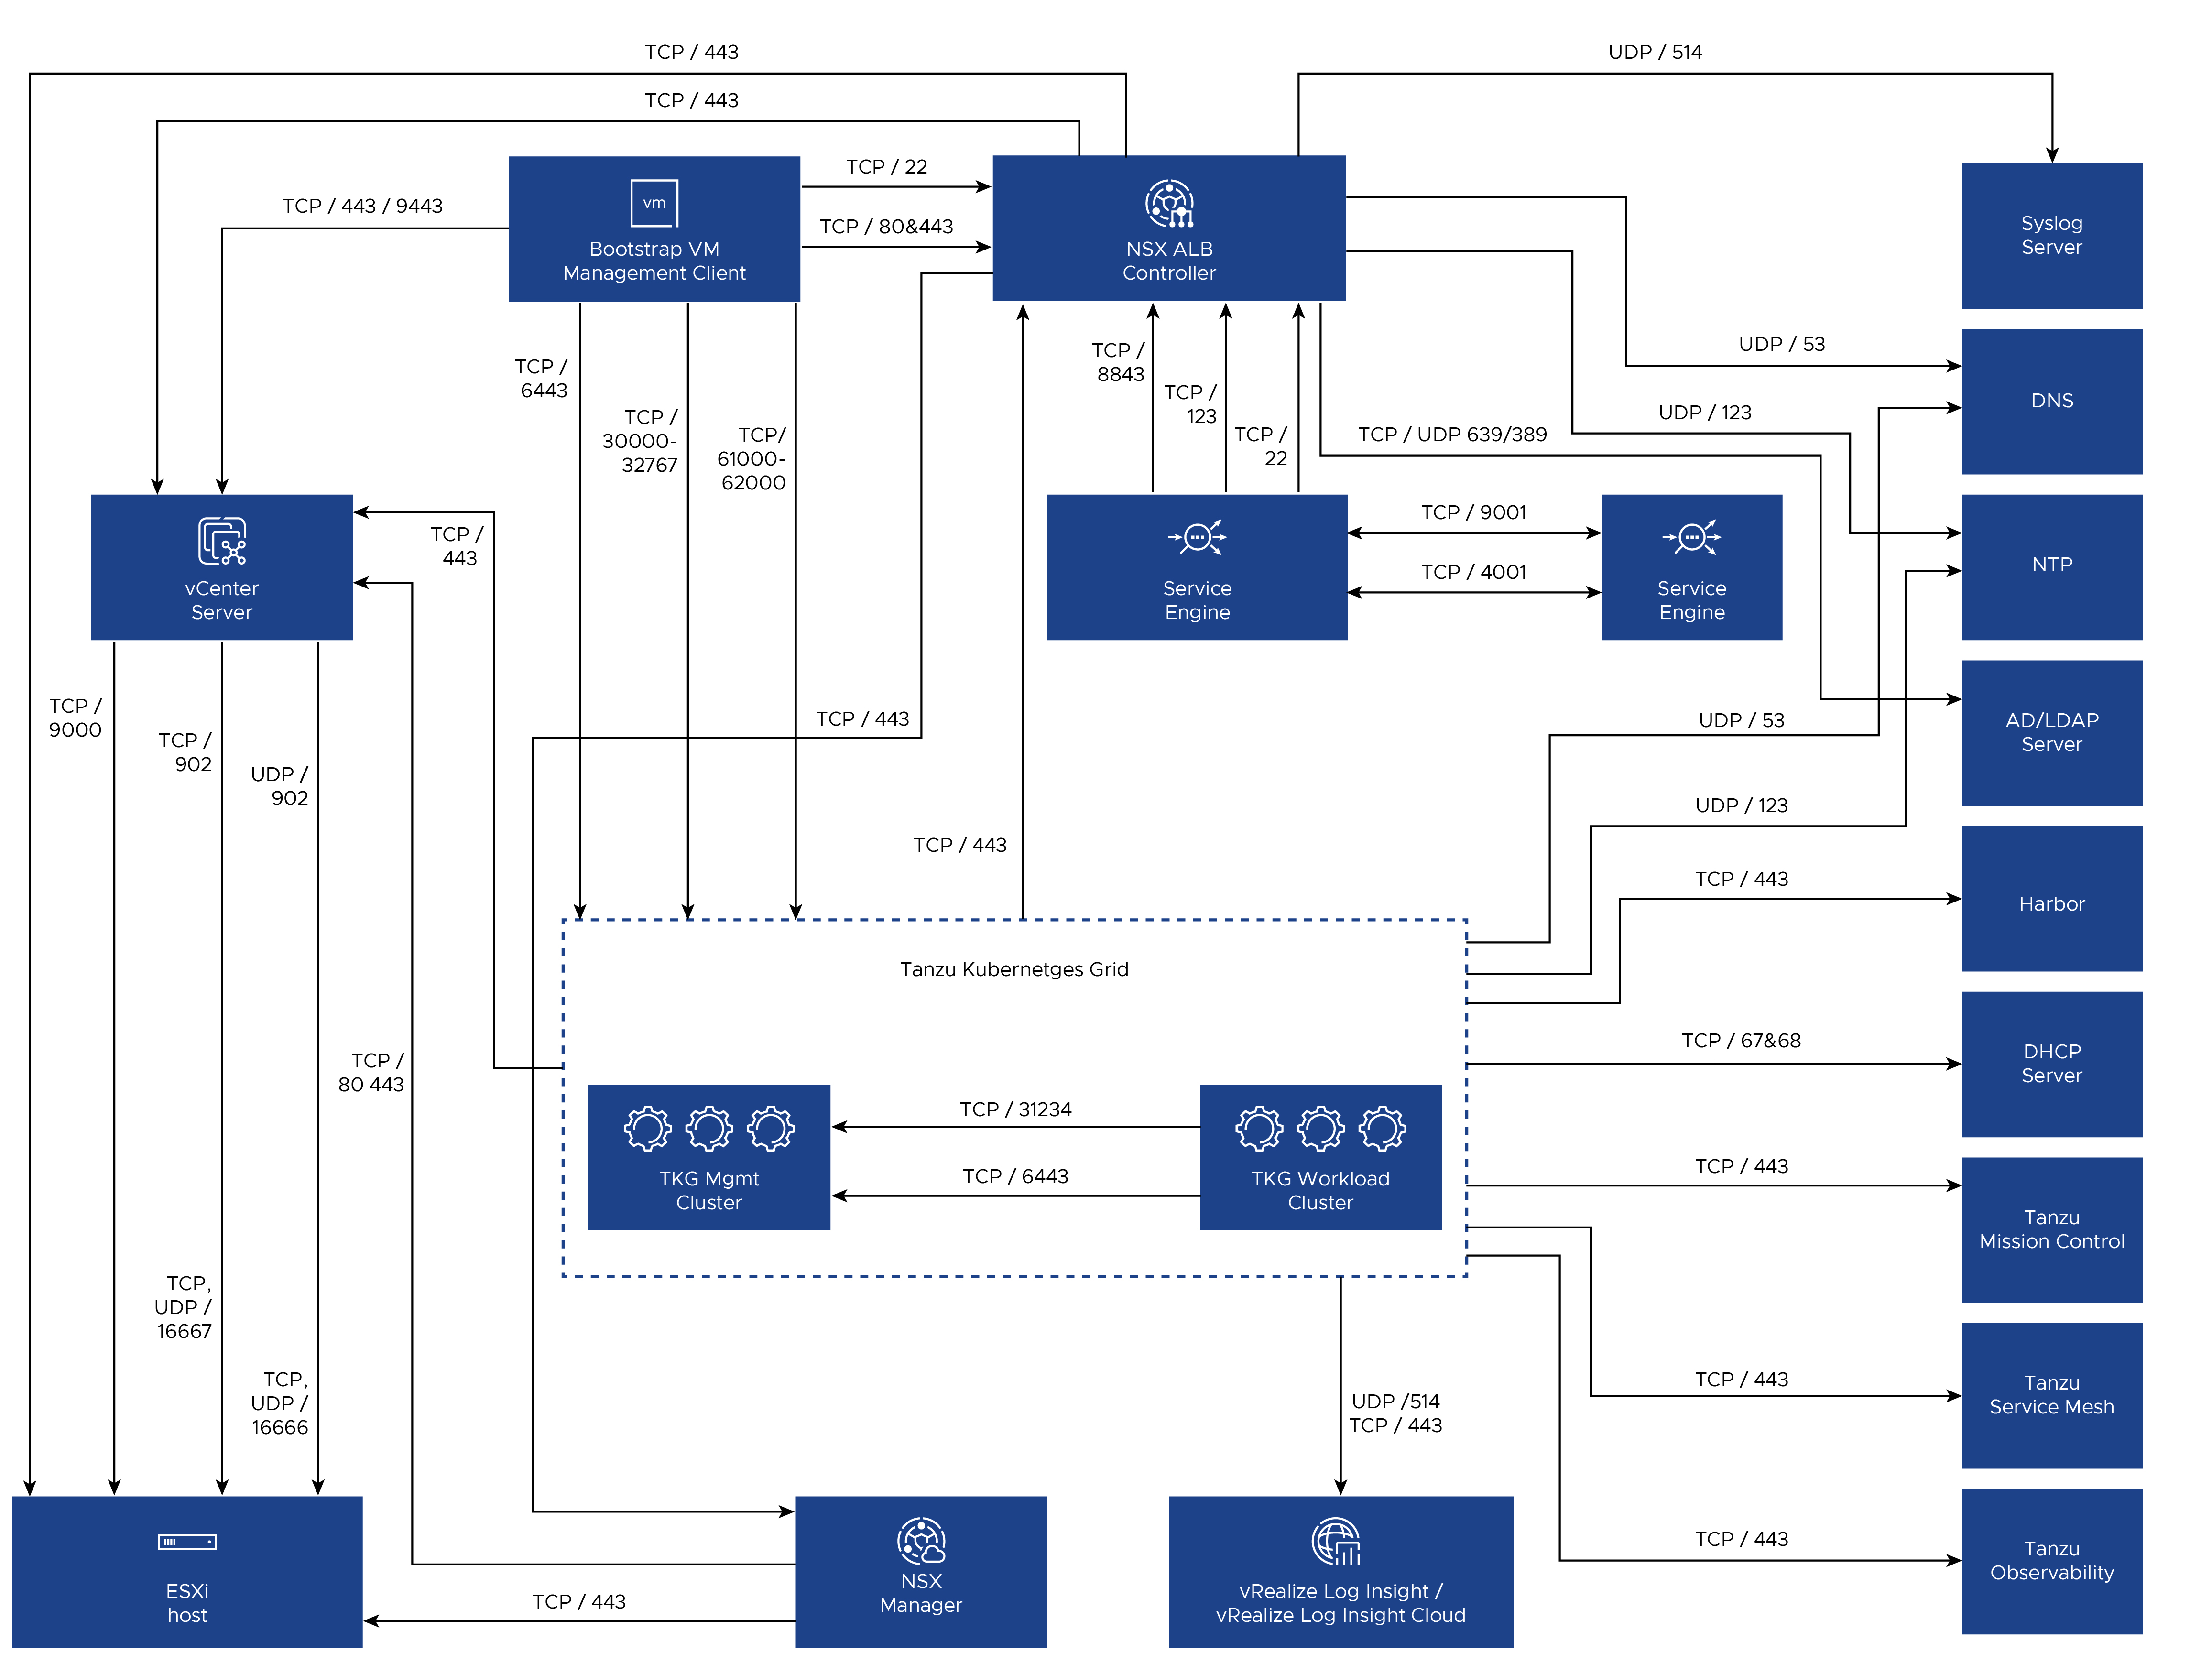 TCP / 443
UDP / 514
TCP / 443
TCP / 22
TCP / 443 / 9443
vm
TCP / 80&443
Bootstrap VM
Management Client
NSX ALB
Controller
Syslog
Server
TCP /
6443
TCP /
30000-
32767
TCP/
61000-
62000
TCP /
8843
TCP /
123
TCP /
22
UDP / 53
DNS
UDP / 123
TCP / UDP 639/389
TCP /
443
vCenter
Server
TCP / 9001
TCP / 4001
Service
Engine
Service
Engine
NTP
TCP /
9000
TCP /
902
UDP /
902
TCP / 443
UDP / 53
AD/LDAP
Server
UDP / 123
TCP / 443
TCP / 443
Harbor
Tanzu Kubernetges Grid
TCP /
80 443
TCP / 67&68
DHCP
Server
TCP / 31234
TCP / 6443
TKG Mgmt
Cluster
TKG Workload
Cluster
TCP / 443
Tanzu
Mission Control
TCP,
UDP /
16667
TCP,
UDP /
16666
UDP /514
TCP / 443
TCP / 443
Tanzu
Service Mesh
ESXi
host
TCP / 443
NSX
Manager
vRealize Log Insight /
vRealize Log Insight Cloud
TCP / 443
Tanzu
Observability